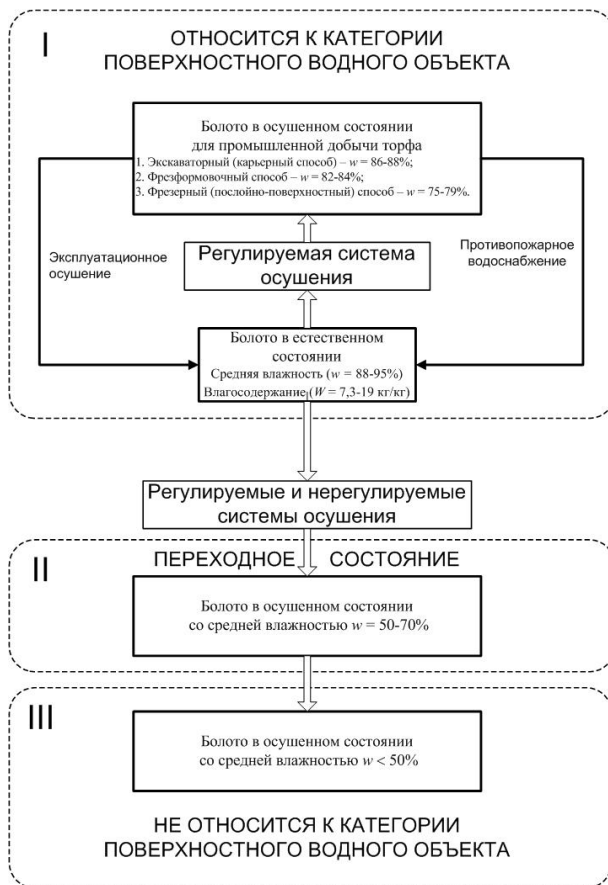 I
ОТНОСИТСЯ К КАТЕГОРИИ
ПОВЕРХНОСТНОГО ВОДНОГО ОБЪЕКТА
Болото в осушенном состоянии
для промышленной добычи торфа
1. Экскаваторный (карьерный способ) – w = 86-88%;
2. Фрезформовочный способ – w = 82-84%;
3. Фрезерный (послойно-поверхностный) способ – w = 75-79%.
Эксплуатационное
осушение
Регулируемая система
осушения
Противопожарное
водоснабжение
Болото в естественном
состоянии
Средняя влажность (w = 88-95%)
Влагосодержание (W = 7,3-19 кг/кг)
Регулируемые и нерегулируемые
системы осушения
II
ПЕРЕХОДНОЕ СОСТОЯНИЕ
Болото в осушенном состоянии
со средней влажностью w = 50-70%
III
Болото в осушенном состоянии
со средней влажностью w < 50%
НЕ ОТНОСИТСЯ К КАТЕГОРИИ
ПОВЕРХНОСТНОГО ВОДНОГО ОБЪЕКТА